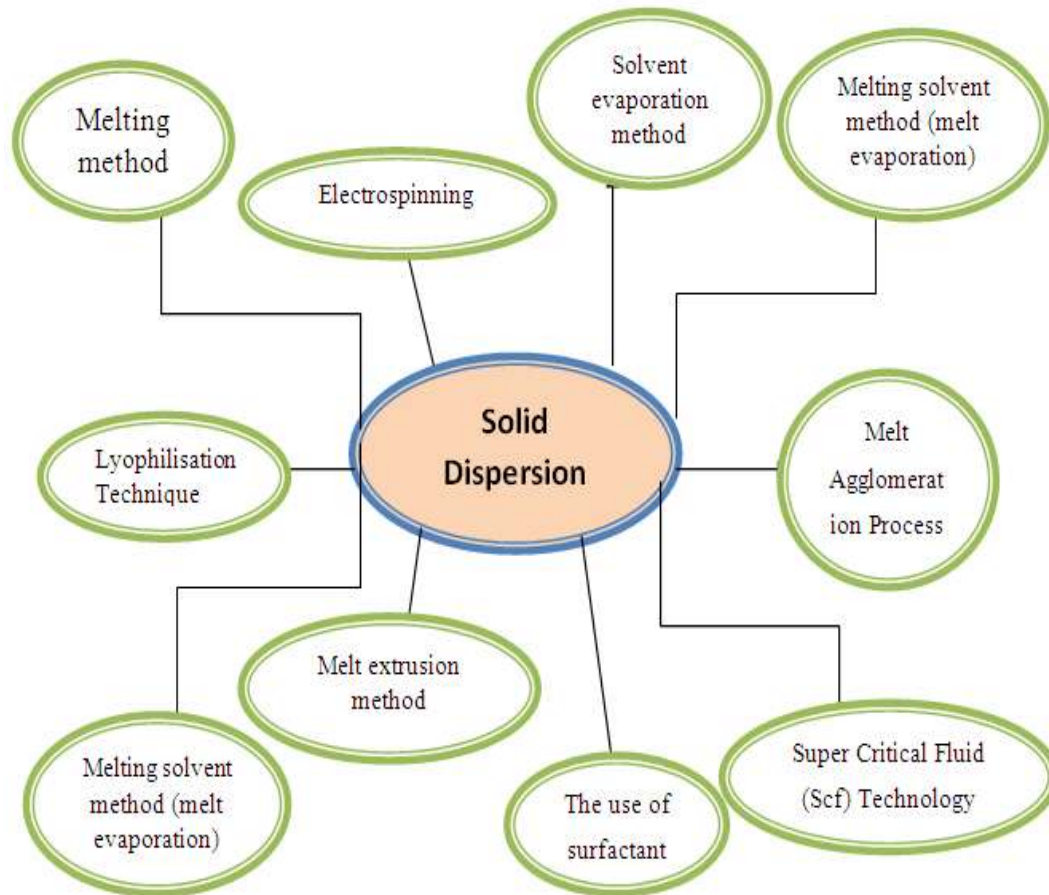 Solvent
evaporation
method
Melting solvent
method (melt
evaporation)
Melting
method
Electrospinning
Solid
Dispersion
Melt
Agglomerat
ion Process
Lyophilisation
Technique
Melt extrusion
method
Melting solvent
method (melt
evaporation)
Super Critical Fluid
(Scf) Technology
The use of
surfactant